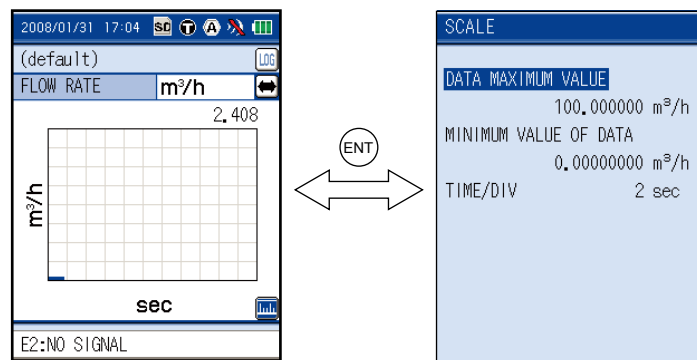 2008/01/31 17:04 SD T A
(default) LOG
FLOW RATE m³/h
2.408
m³/h
sec
E2:NO SIGNAL
ENT
SCALE
DATA MAXIMUM VALUE
100.000000 m³/h
MINIMUM VALUE OF DATA
0.00000000 m³/h
TIME/DIV 2 sec